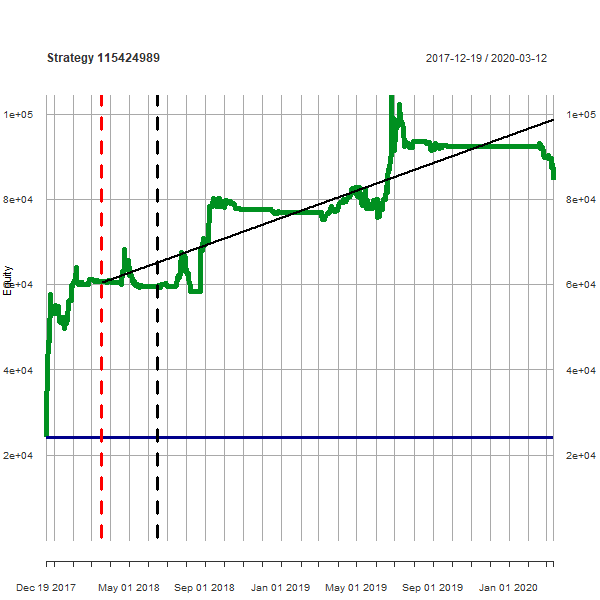 Strategy 115424989 2017-12-19 / 2020-03-12
1e+05 1e+05
8e+04 8e+04
6e+04 6e+04
Equity
4e+04 4e+04
2e+04 2e+04
Dec 19 2017 May 01 2018 Sep 01 2018 Jan 01 2019 May 01 2019 Sep 01 2019 Jan 01 2020